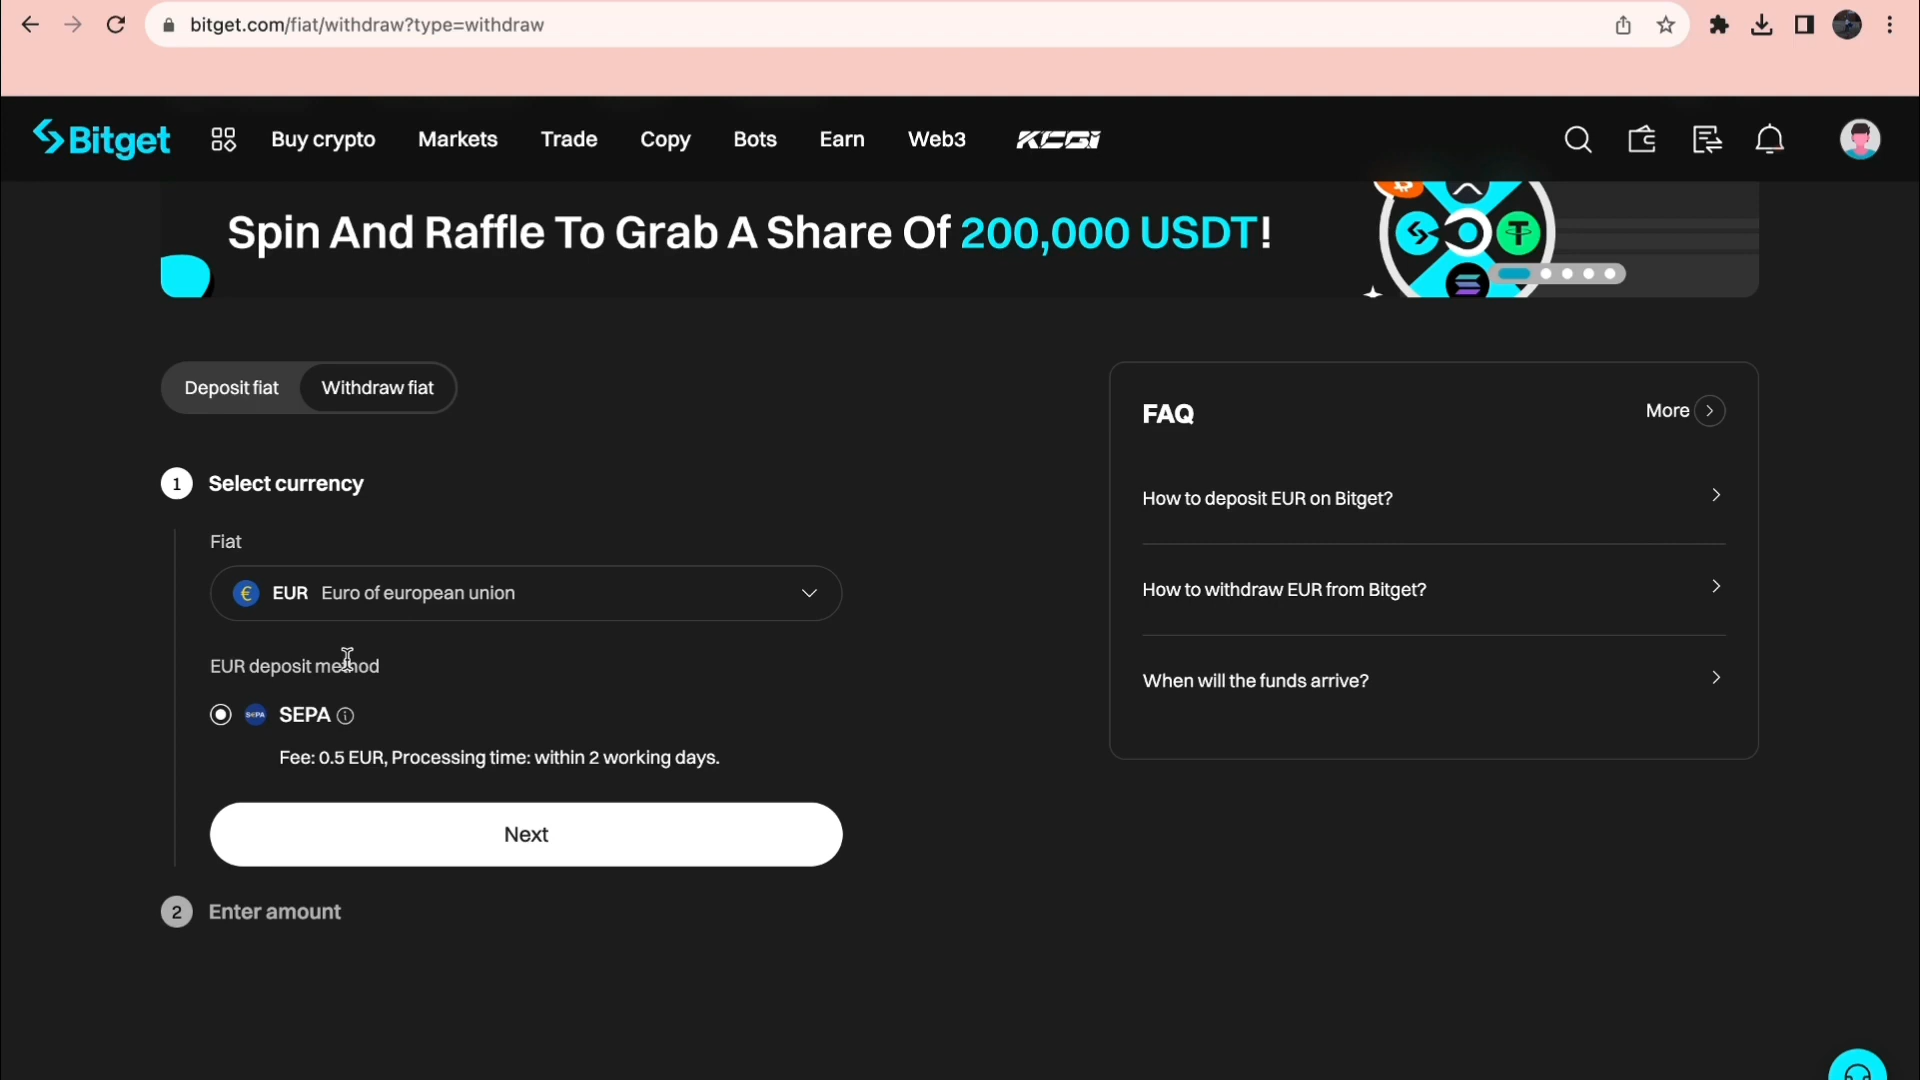 bitget.com/fiat/withdraw?type=withdraw
Bitget
Buy crypto
Markets
Trade
Copy
Bots
Earn
Web3
KCGI
Spin And Raffle To Grab A Share Of 200,000 USDT!
Deposit fiat
Withdraw fiat
1 Select currency
Fiat
€ EUR Euro of european union
EUR deposit method
SEPA SEPA
Fee: 0.5 EUR, Processing time: within 2 working days.
Next
2 Enter amount
FAQ
More
How to deposit EUR on Bitget?
How to withdraw EUR from Bitget?
When will the funds arrive?